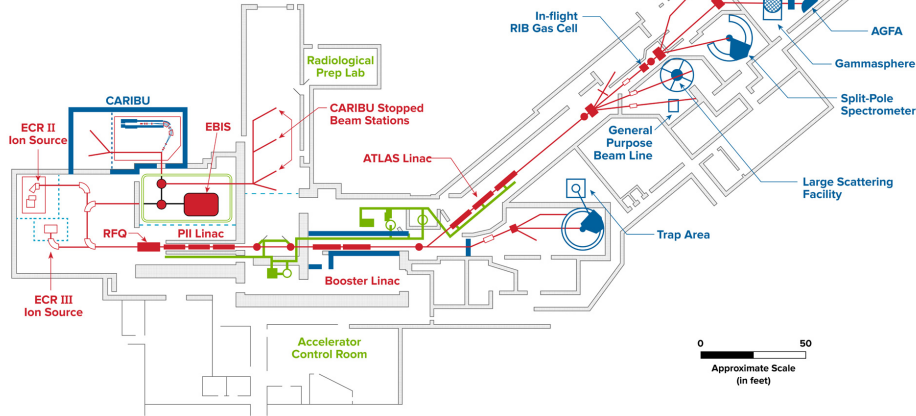 In-flight
RIB Gas Cell
AGFA
Radiological
Prep Lab
Gammasphere
CARIBU
ECR II
Ion Source
EBIS
CARIBU Stopped
Beam Stations
Split-Pole
Spectrometer
General
Purpose
Beam Line
ATLAS Linac
Large Scattering
Facility
RFQ
PII Linac
Trap Area
Booster Linac
ECR III
Ion Source
Accelerator
Control Room
0
50
Approximate Scale
(in feet)